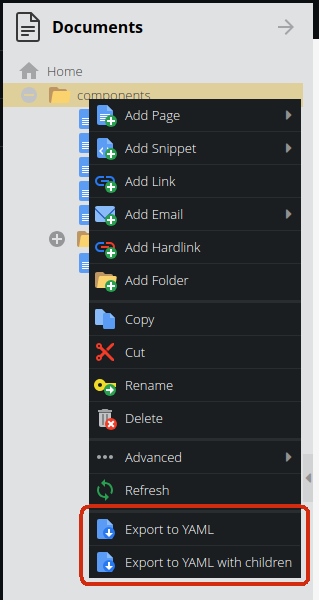 Documents
Home
components
Add Page
Add Snippet
Add Link
Add Email
Add Hardlink
Add Folder
Copy
Cut
Rename
Delete
Advanced
Refresh
Export to YAML
Export to YAML with children